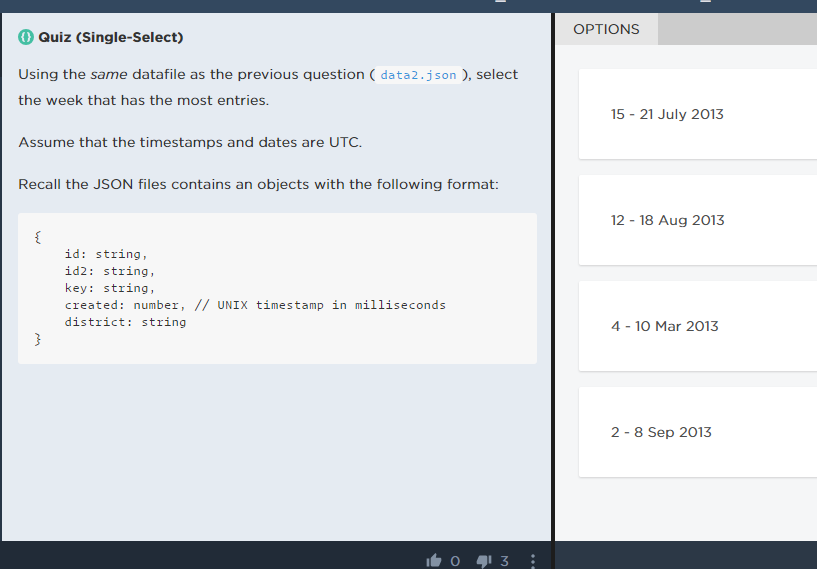 Quiz (Single-Select)
Using the same datafile as the previous question ( data2.json ), select
the week that has the most entries.
Assume that the timestamps and dates are UTC.
Recall the JSON files contains an objects with the following format:
{
    id: string,
    id2: string,
    key: string,
    created: number, // UNIX timestamp in milliseconds
    district: string
}
0 3
OPTIONS
15 - 21 July 2013
12 - 18 Aug 2013
4 - 10 Mar 2013
2 - 8 Sep 2013